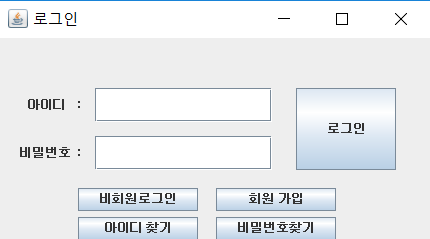 로그인
아이디 :
로그인
비밀번호 :
비회원로그인 회원 가입
아이디 찾기 비밀번호찾기